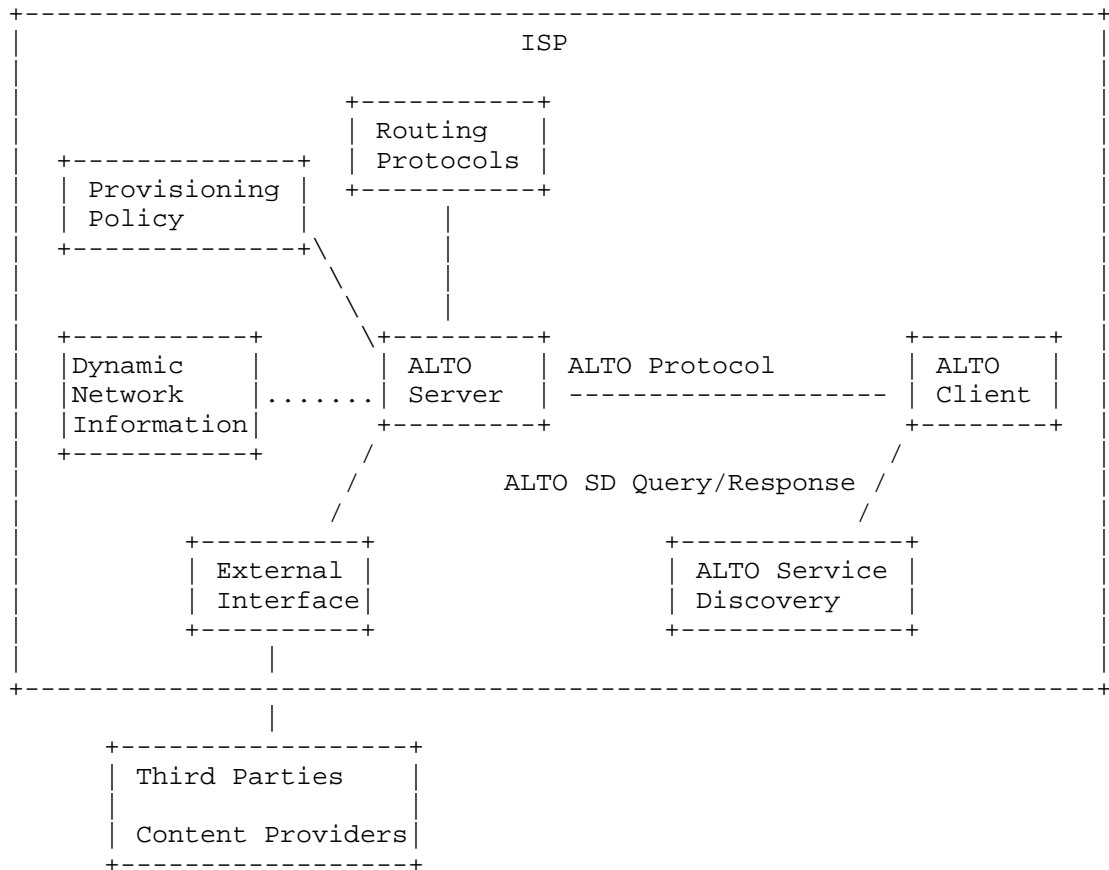 ISP
Routing
Protocols
Provisioning
Policy
Dynamic
Network
Information
.......
ALTO
Server
ALTO Protocol
ALTO
Client
ALTO SD Query/Response
External
Interface
ALTO Service
Discovery
Third Parties
Content Providers